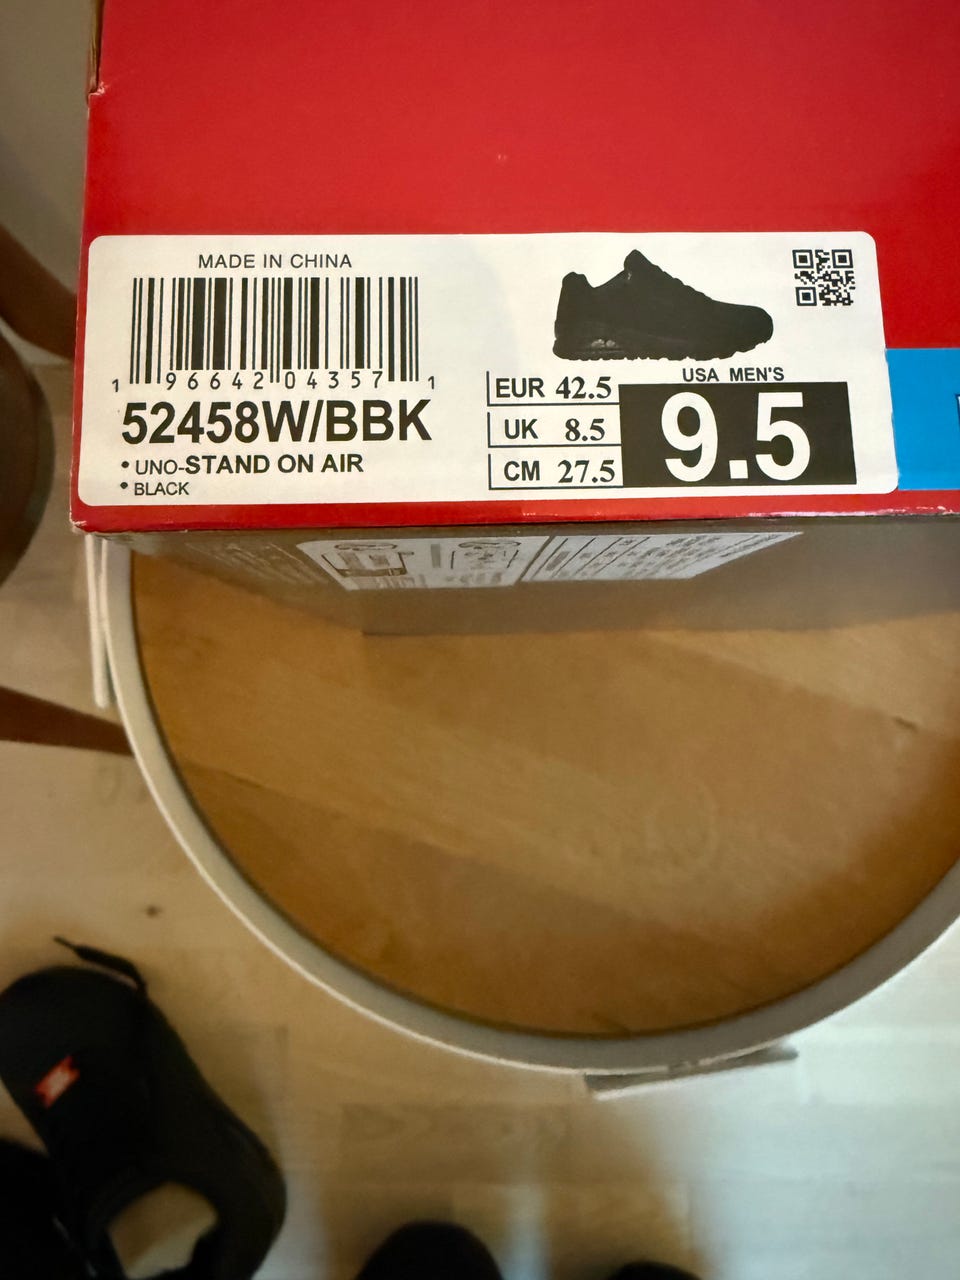 MADE IN CHINA
1 96642 04357 1
52458W/BBK
• UNO-STAND ON AIR
• BLACK
EUR 42.5
UK 8.5
CM 27.5
USA MEN'S
9.5